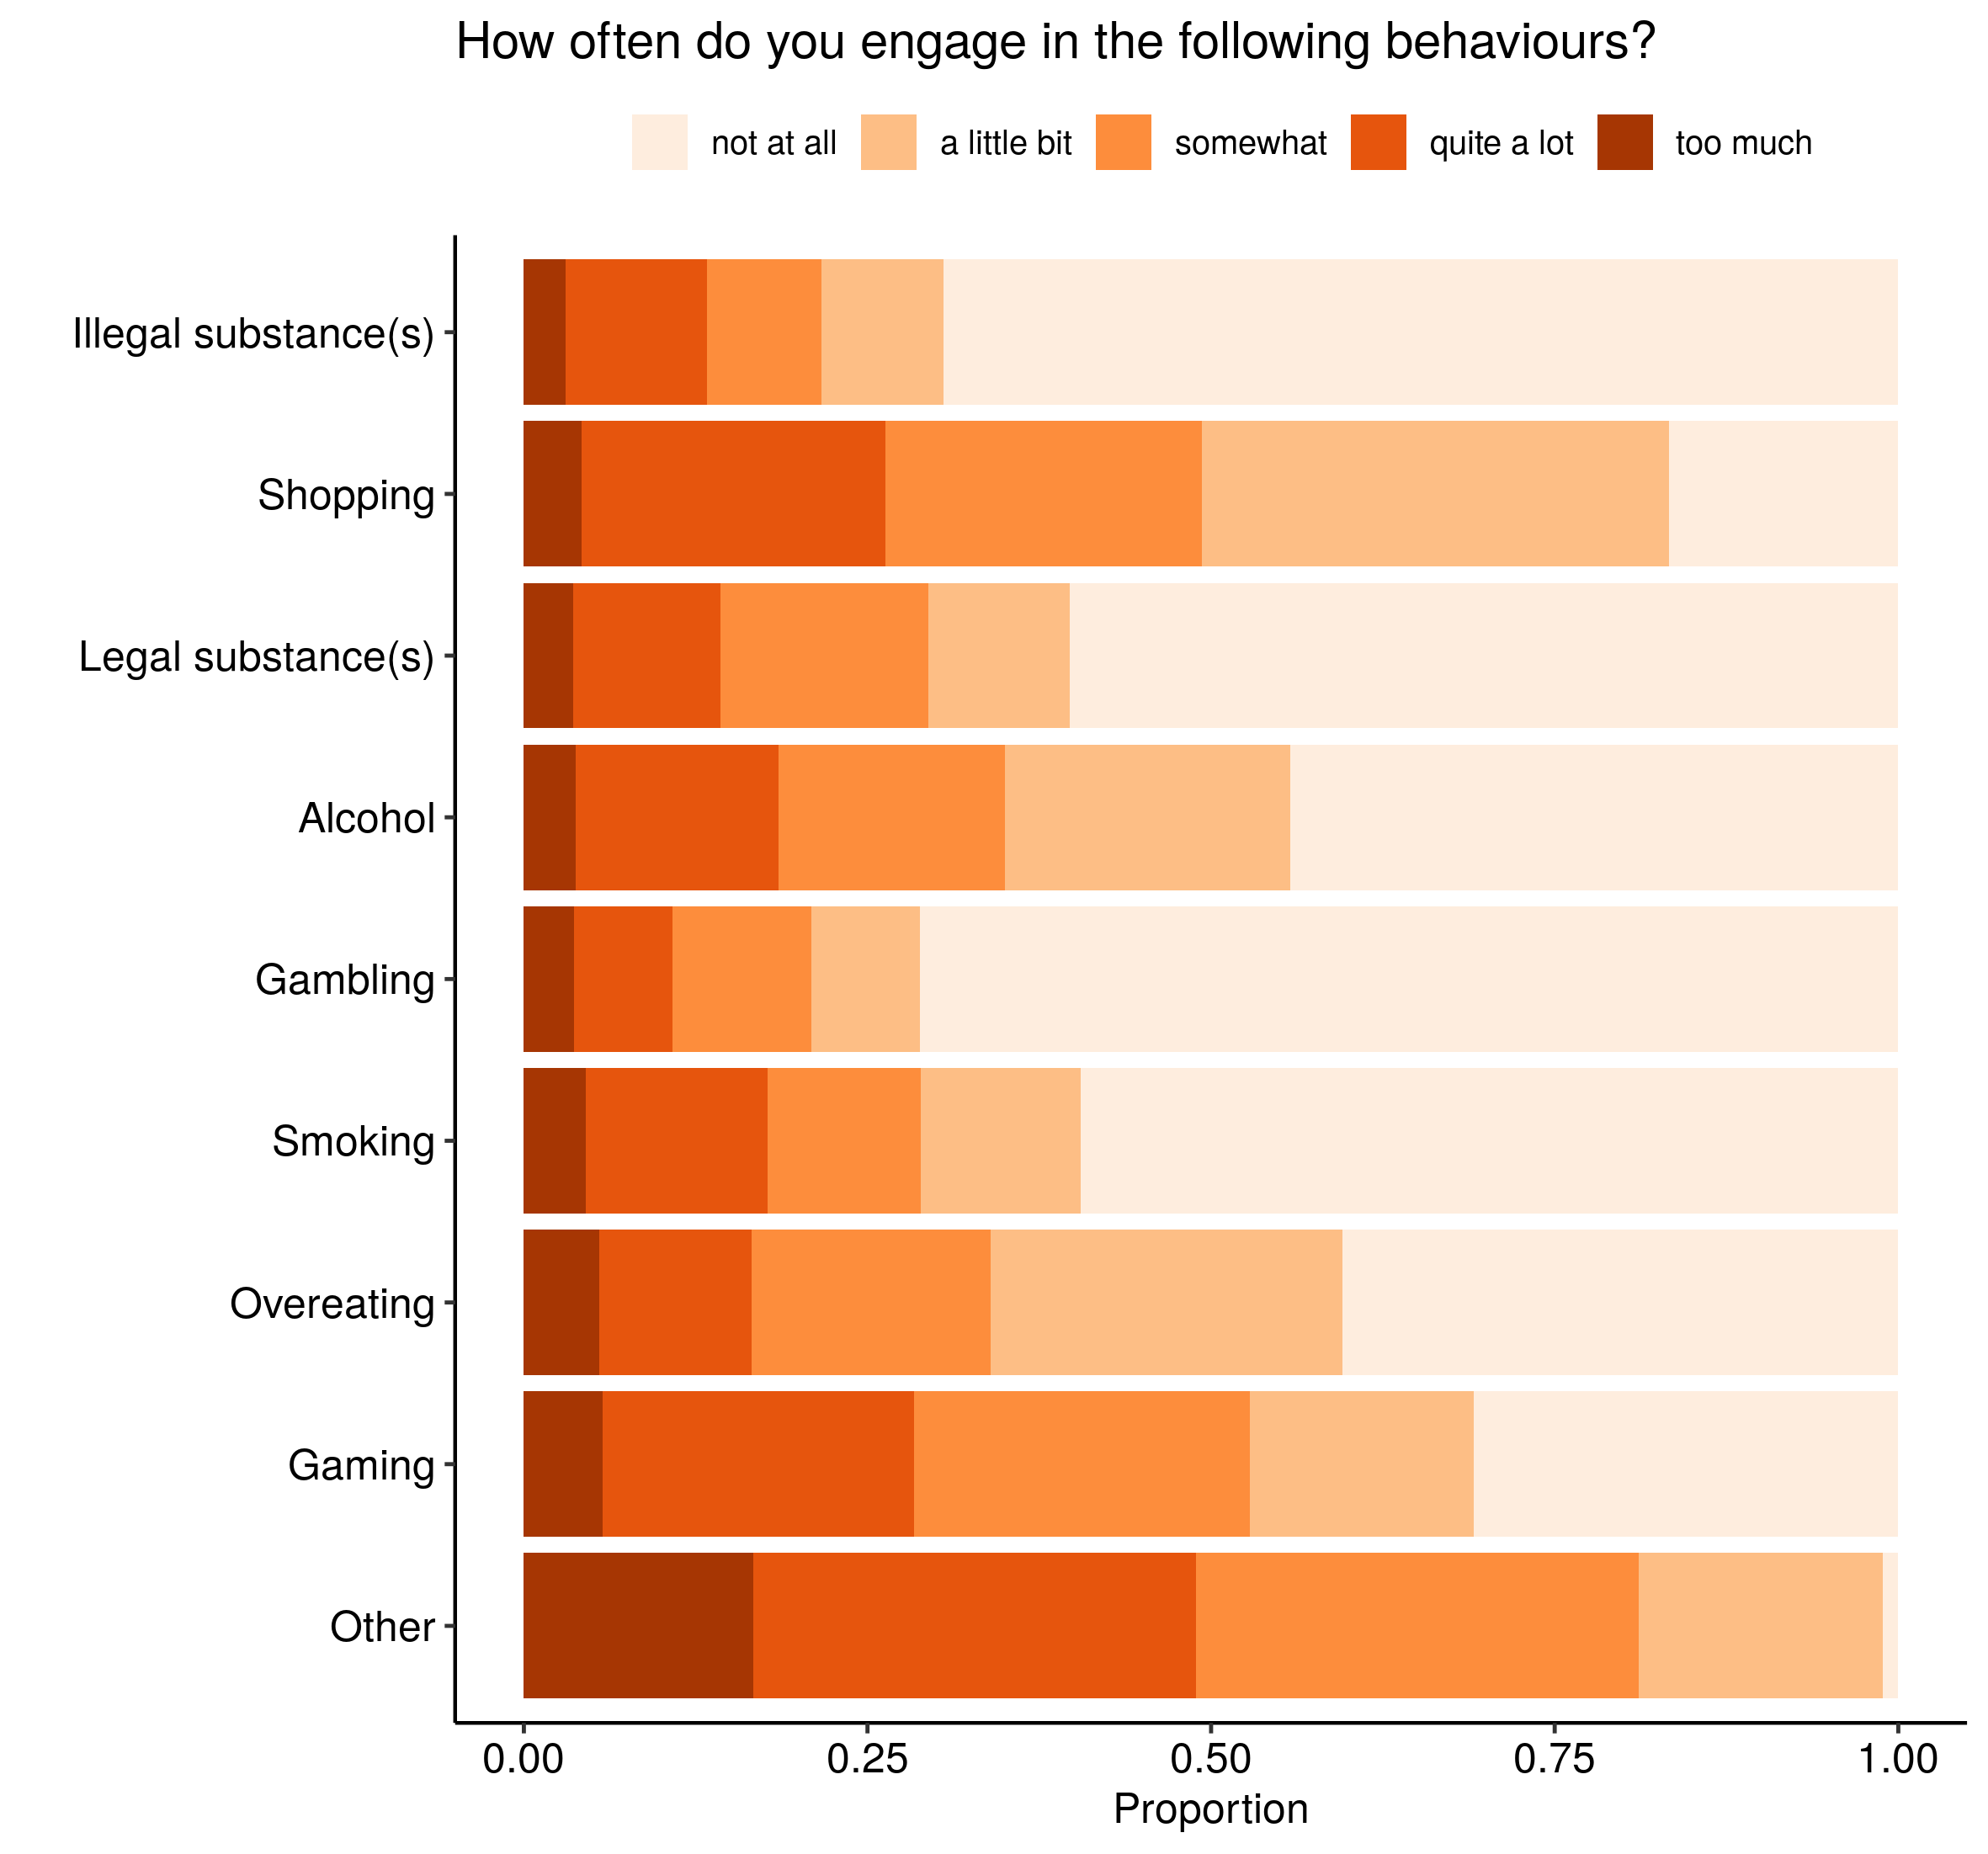 How often do you engage in the following behaviours?
not at all a little bit somewhat quite a lot too much
Illegal substance(s)
Shopping
Legal substance(s)
Alcohol
Gambling
Smoking
Overeating
Gaming
Other
0.00 0.25 0.50 0.75 1.00
Proportion